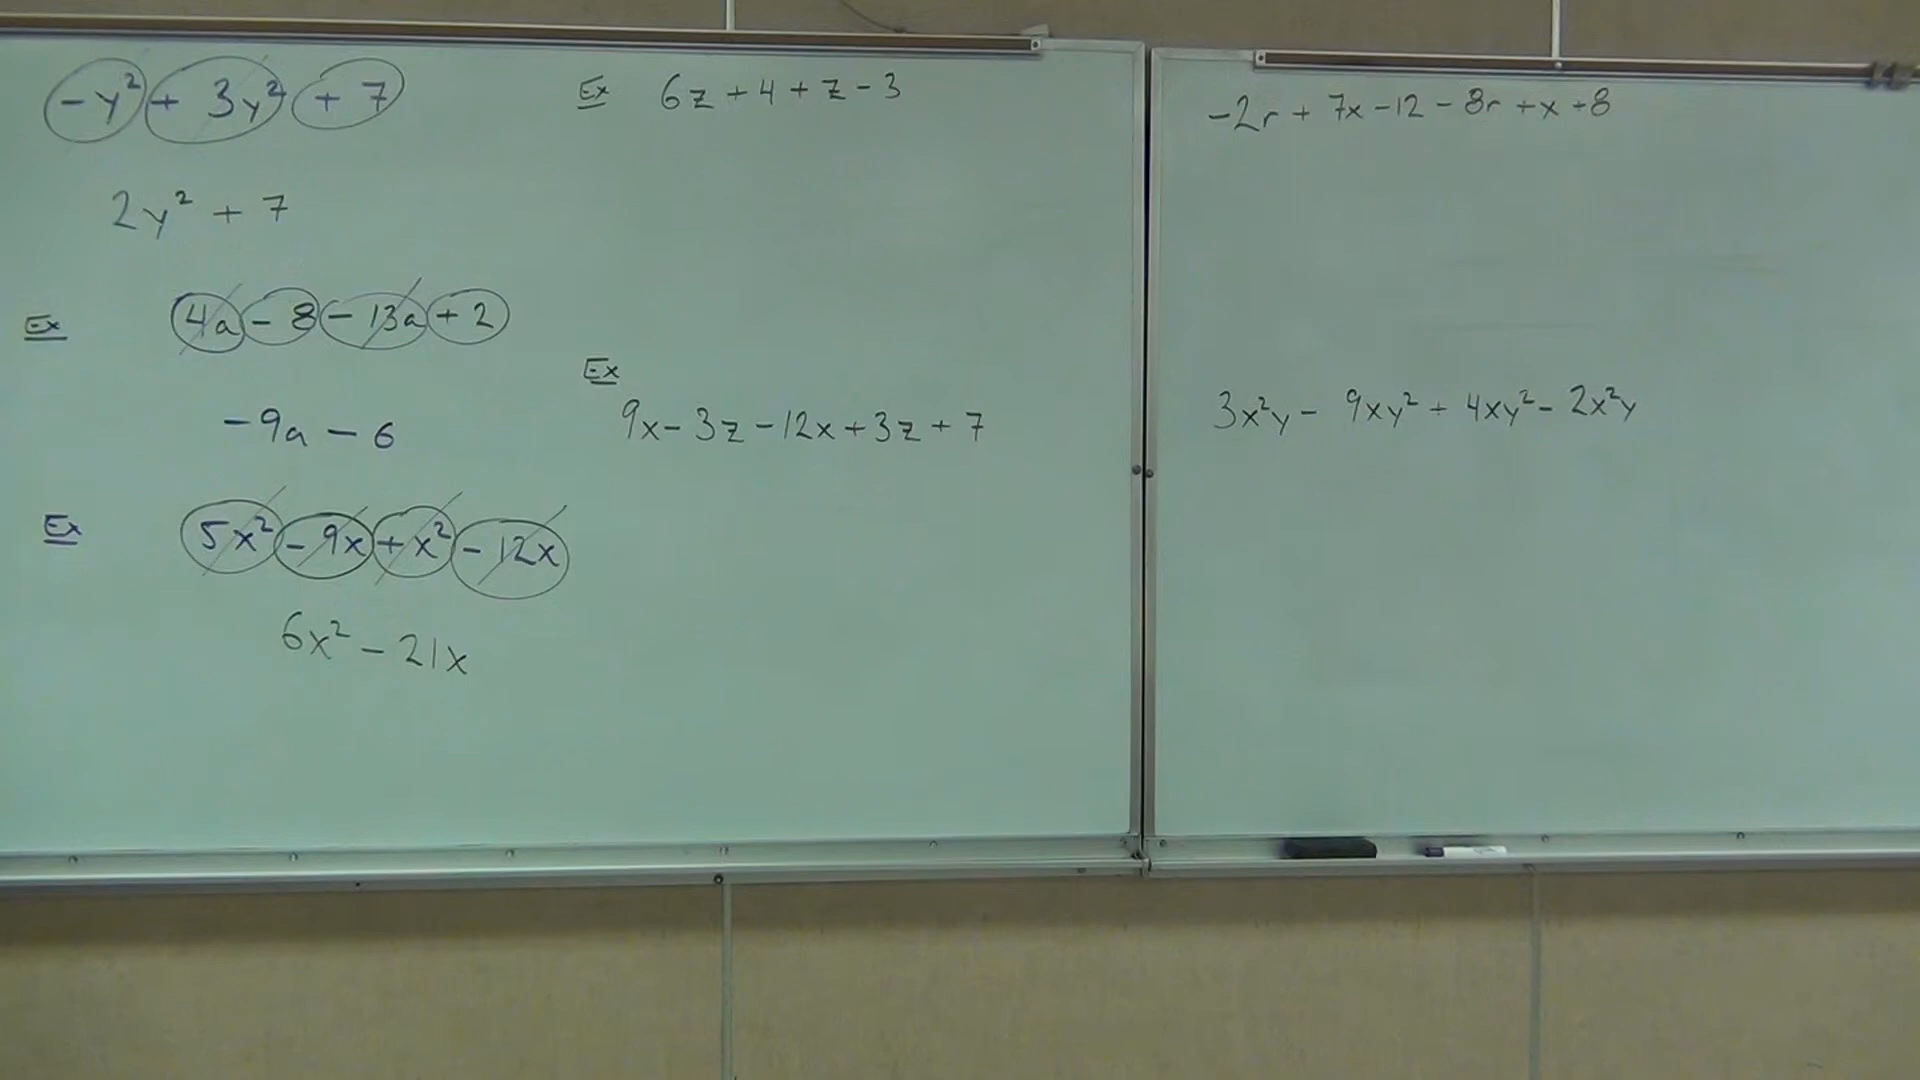 -y² + 3y² + 7
2y² + 7
Ex 4a - 8 - 13a + 2
-9a - 6
Ex 5x² - 9x + x² - 12x
6x² - 21x
Ex 6z + 4 + z - 3
Ex
9x - 3z - 12x + 3z + 7
-2r + 7x - 12 - 8r + x + 8
3x²y - 9xy² + 4xy² - 2x²y